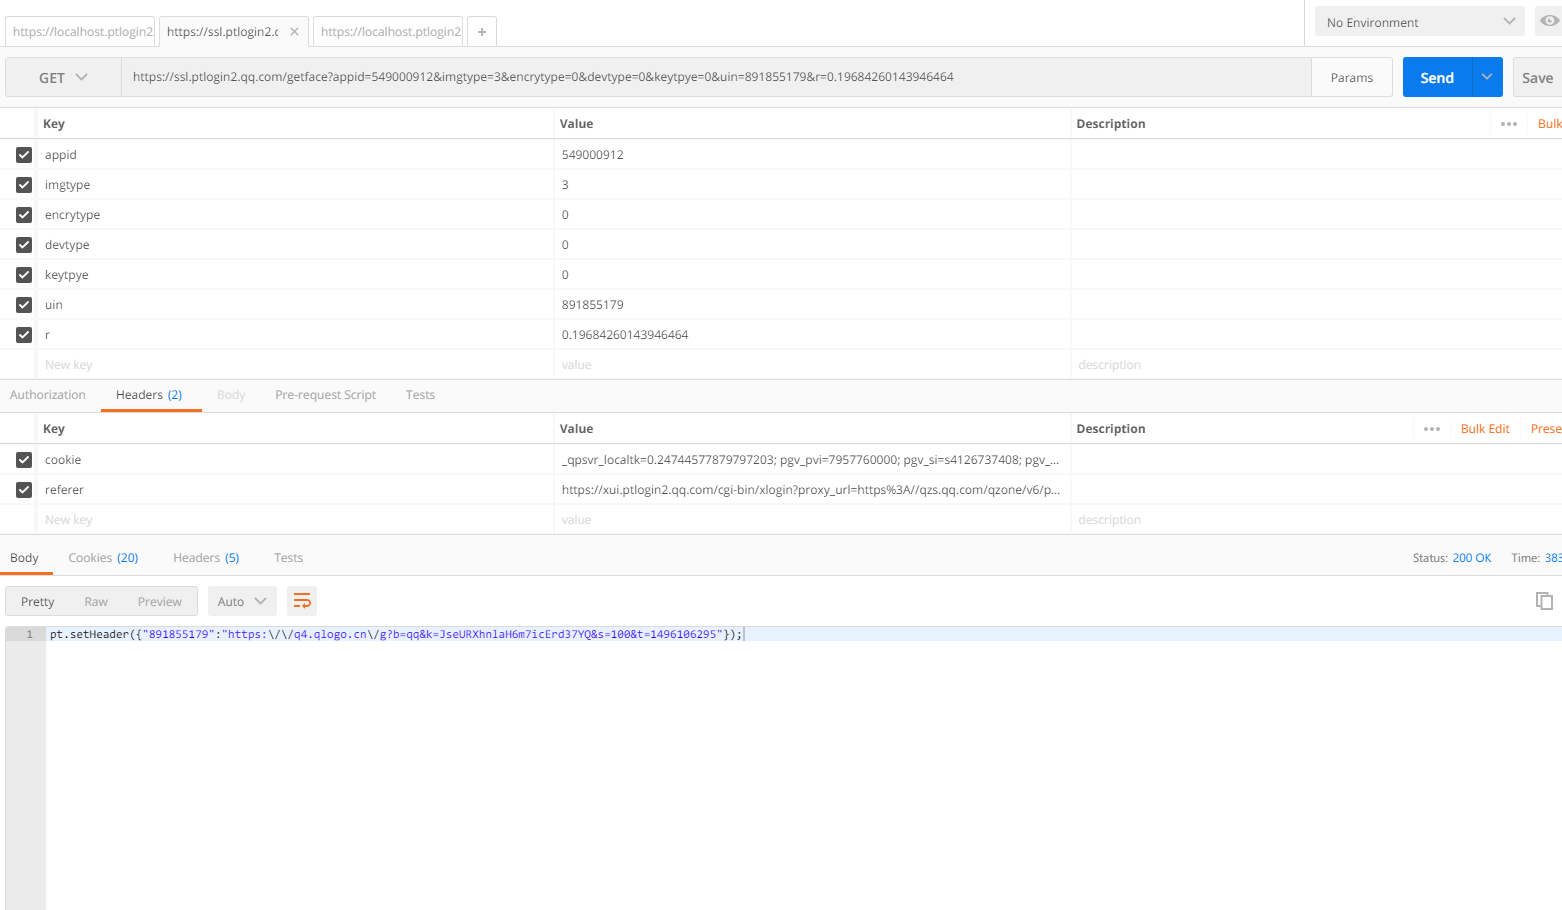 https://localhost.ptlogin2
https://ssl.ptlogin2.c
https://localhost.ptlogin2
+
No Environment
GET
https://ssl.ptlogin2.qq.com/getface?appid=549000912&imgtype=3&encrytype=0&devtype=0&keytpye=0&uin=891855179&r=0.19684260143946464
Params
Send
Save
Key Value Description ••• Bulk
appid 549000912
imgtype 3
encrytype 0
devtype 0
keytpye 0
uin 891855179
r 0.19684260143946464
New key value description
Authorization Headers (2) Body Pre-request Script Tests
Key Value Description ••• Bulk Edit Prese
cookie _qpsvr_localtk=0.24744577879797203; pgv_pvi=7957760000; pgv_si=s4126737408; pgv_...
referer https://xui.ptlogin2.qq.com/cgi-bin/xlogin?proxy_url=https%3A//qzs.qq.com/qzone/v6/p...
New key value description
Body Cookies (20) Headers (5) Tests Status: 200 OK Time: 383
Pretty Raw Preview Auto
1 pt.setHeader({"891855179":"https:\/\/q4.qlogo.cn\/g?b=qq&k=JseURXhnlaH6m7icErd37YQ&s=100&t=1496106295"});